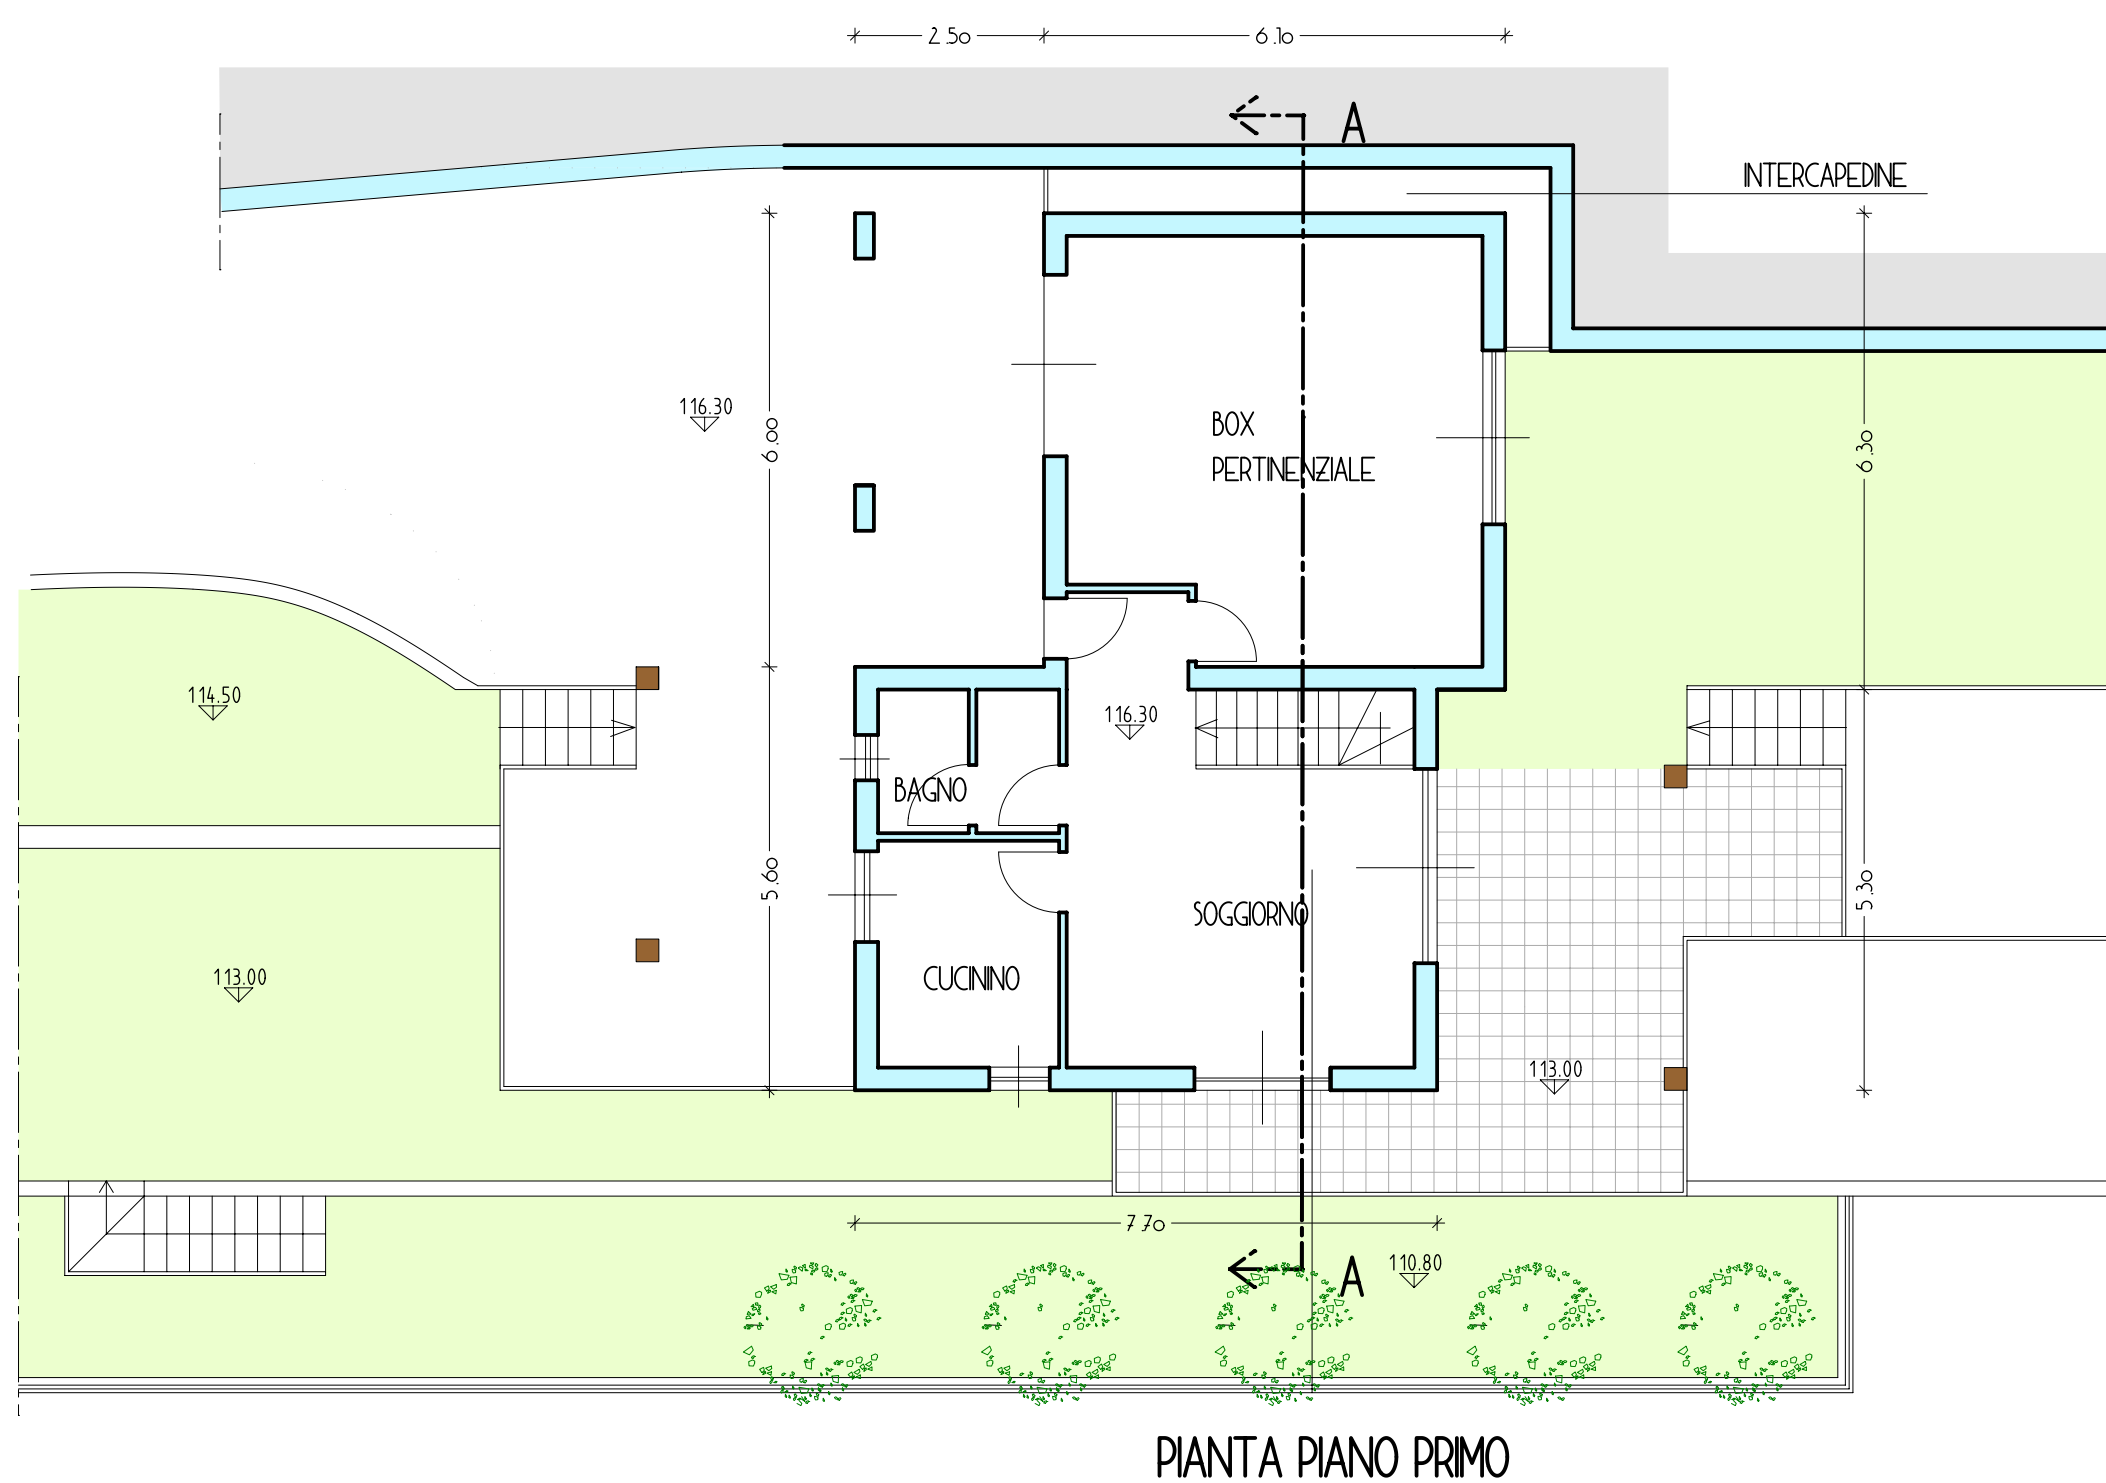 2.50
6.10
A
INTERCAPEDINE
116.30
6.00
BOX
PERTINENZIALE
6.30
114.50
116.30
BAGNO
5.60
SOGGIORNO
5.30
113.00
CUCININO
113.00
7.70
A
110.80
PIANTA PIANO PRIMO